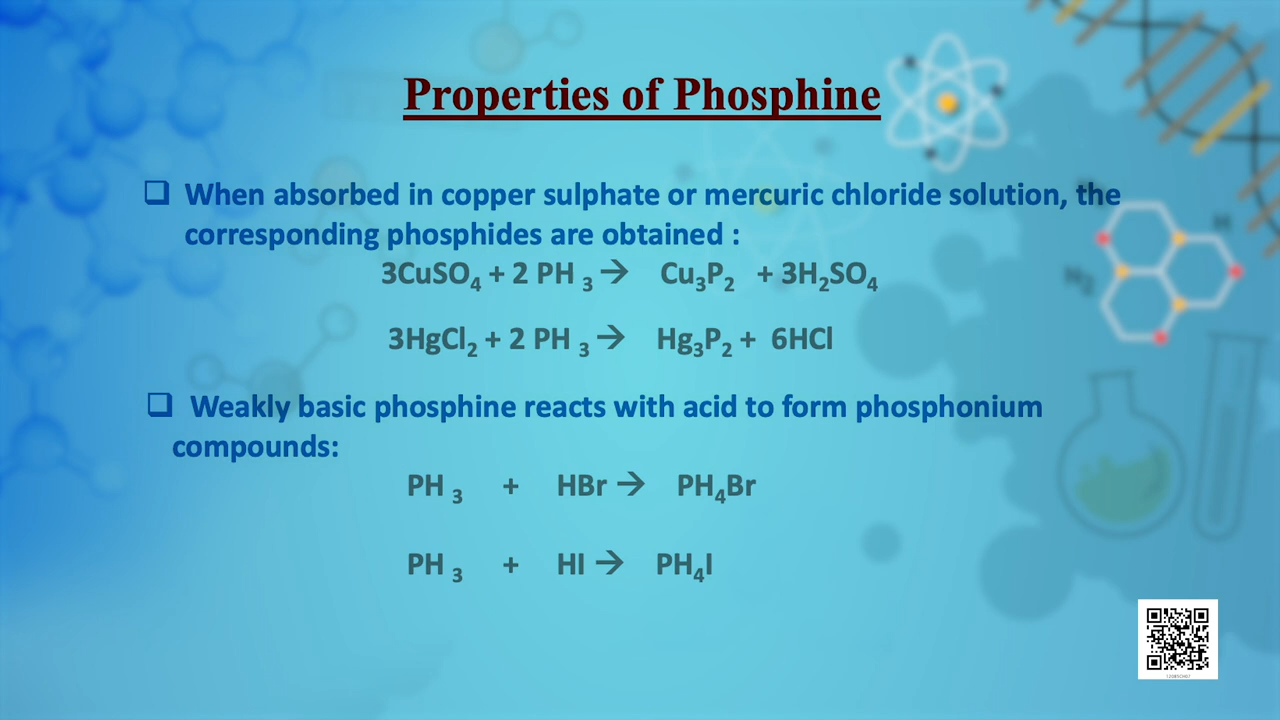 Properties of Phosphine
❑ When absorbed in copper sulphate or mercuric chloride solution, the
corresponding phosphides are obtained :
3CuSO₄ + 2 PH ₃ → Cu₃P₂ + 3H₂SO₄
3HgCl₂ + 2 PH ₃ → Hg₃P₂ + 6HCl
❑ Weakly basic phosphine reacts with acid to form phosphonium
compounds:
PH ₃ + HBr → PH₄Br
PH ₃ + HI → PH₄I